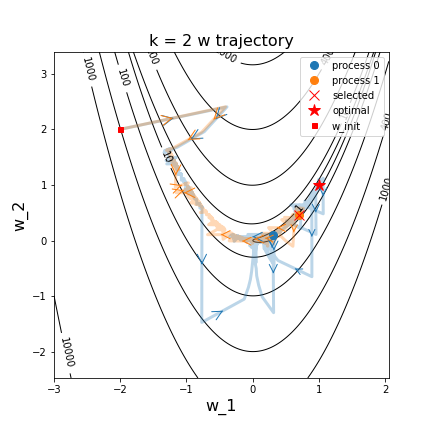 k = 2 w trajectory
process 0
process 1
selected
optimal
w_init
1000
100
10
1
1000
10000
3
2
1
0
−1
−2
w_2
−3
−2
−1
0
1
2
w_1